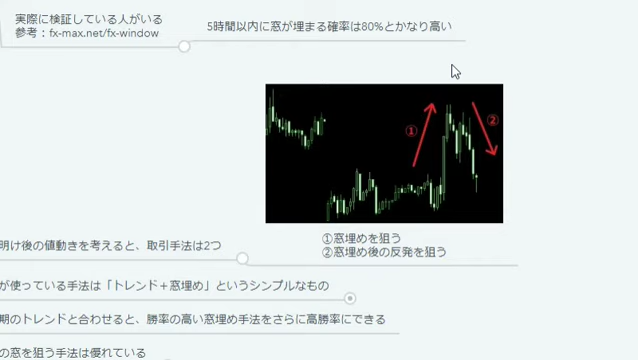 実際に検証している人がいる
参考：fx-max.net/fx-window
5時間以内に窓が埋まる確率は80%とかなり高い
①
②
①窓埋めを狙う
②窓埋め後の反発を狙う
明け後の値動きを考えると、取引手法は2つ
が使っている手法は「トレンド＋窓埋め」というシンプルなもの
期のトレンドと合わせると、勝率の高い窓埋め手法をさらに高勝率にできる
の窓を狙う手法は優れている